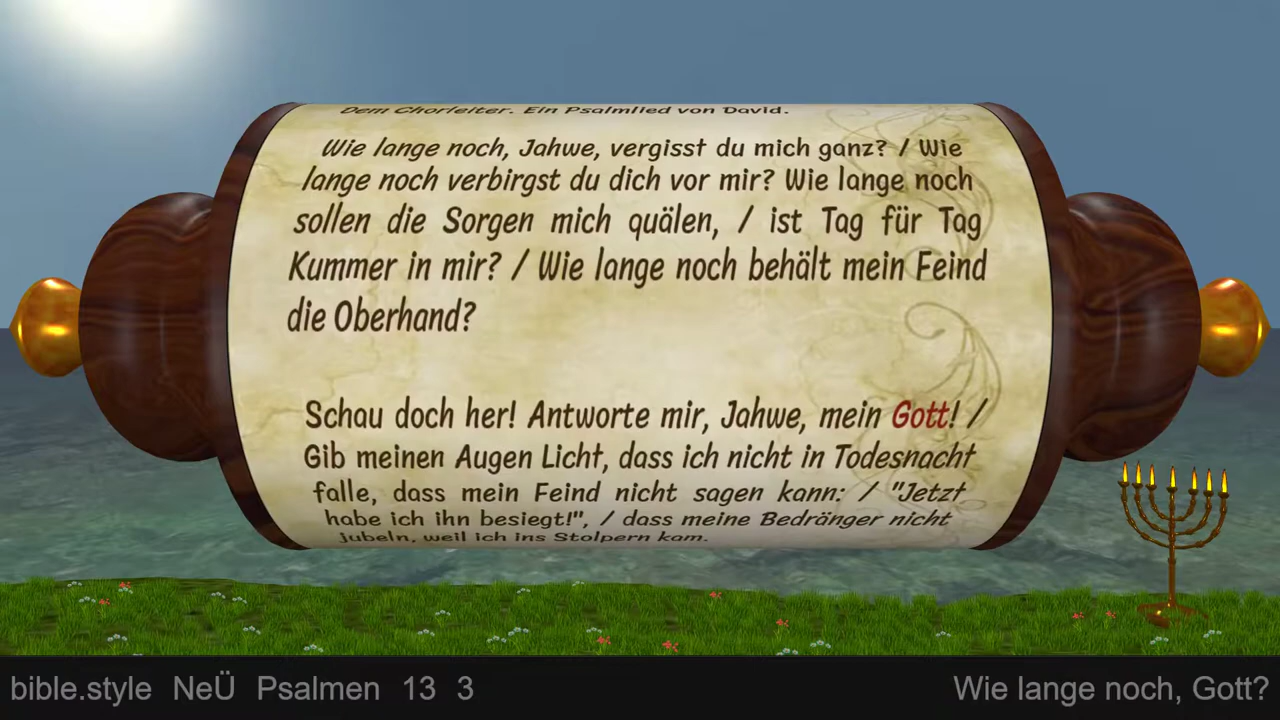 Dem Chorleiter. Ein Psalmlied von David.
Wie lange noch, Jahwe, vergisst du mich ganz? / Wie
lange noch verbirgst du dich vor mir? Wie lange noch
sollen die Sorgen mich quälen, / ist Tag für Tag
Kummer in mir? / Wie lange noch behält mein Feind
die Oberhand?
Schau doch her! Antworte mir, Jahwe, mein Gott! /
Gib meinen Augen Licht, dass ich nicht in Todesnacht
falle, dass mein Feind nicht sagen kann: / "Jetzt
habe ich ihn besiegt!", / dass meine Bedränger nicht
jubeln, weil ich ins Stolpern kam.
bible.style NeÜ Psalmen 13 3
Wie lange noch, Gott?